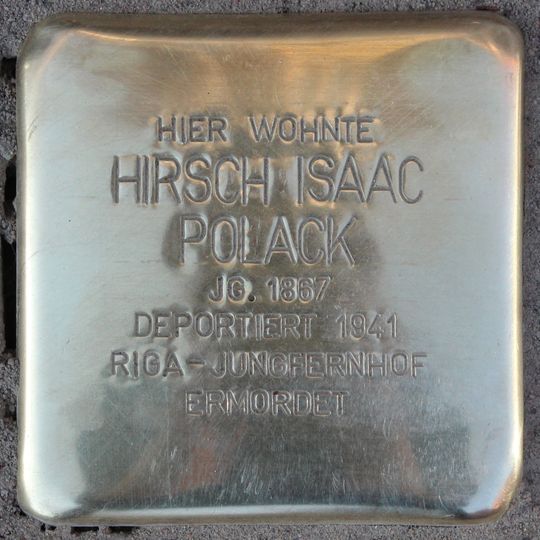 HIER WOHNTE
HIRSCH ISAAC
POLACK
JG. 1867
DEPORTIERT 1941
RIGA-JUNGFERNHOF
ERMORDET